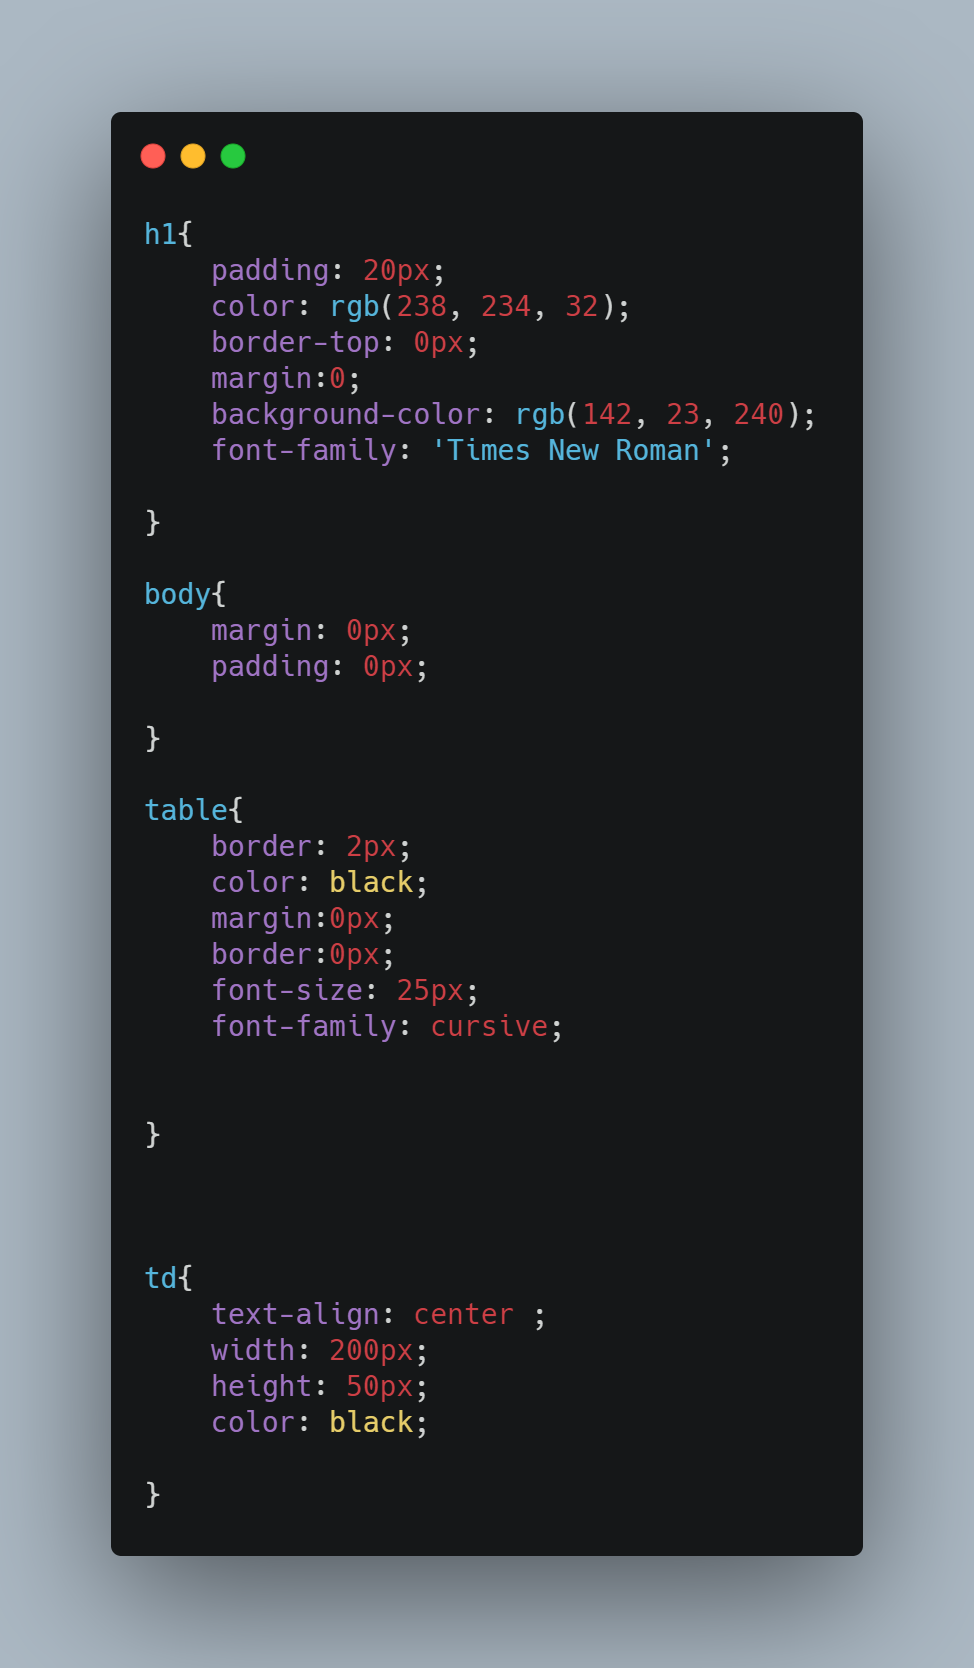 h1{
    padding: 20px;
    color: rgb(238, 234, 32);
    border-top: 0px;
    margin:0;
    background-color: rgb(142, 23, 240);
    font-family: 'Times New Roman';
}
body{
    margin: 0px;
    padding: 0px;
}
table{
    border: 2px;
    color: black;
    margin:0px;
    border:0px;
    font-size: 25px;
    font-family: cursive;
}
td{
    text-align: center ;
    width: 200px;
    height: 50px;
    color: black;
}